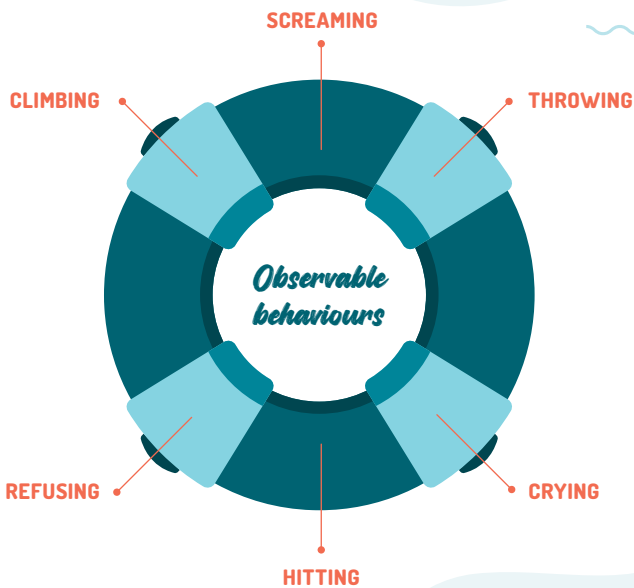 SCREAMING
CLIMBING
THROWING
Observable
behaviours
REFUSING
CRYING
HITTING